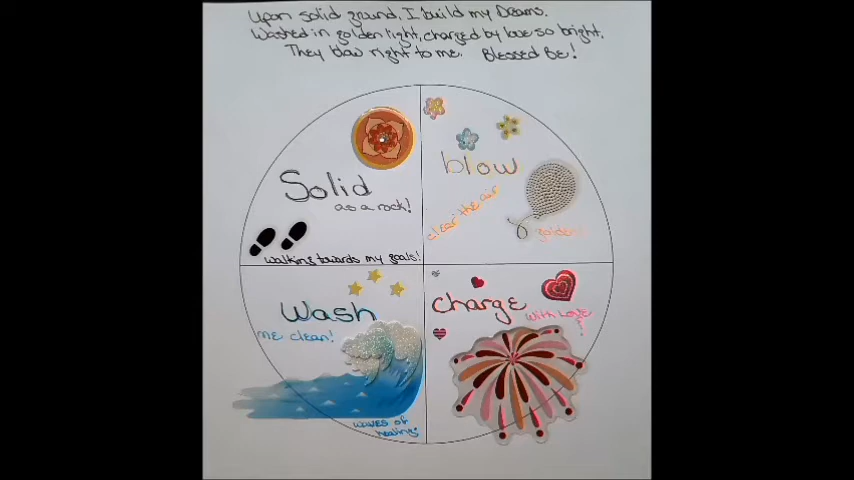 Upon solid ground, I build my Dreams.
Washed in golden light, charged by love so bright,
They blow right to me. Blessed Be!
Solid
as a rock!
walking towards my goals!
blow
clear the air
golden!
Wash
me clean!
waves of
healing
Charge
with Love
!